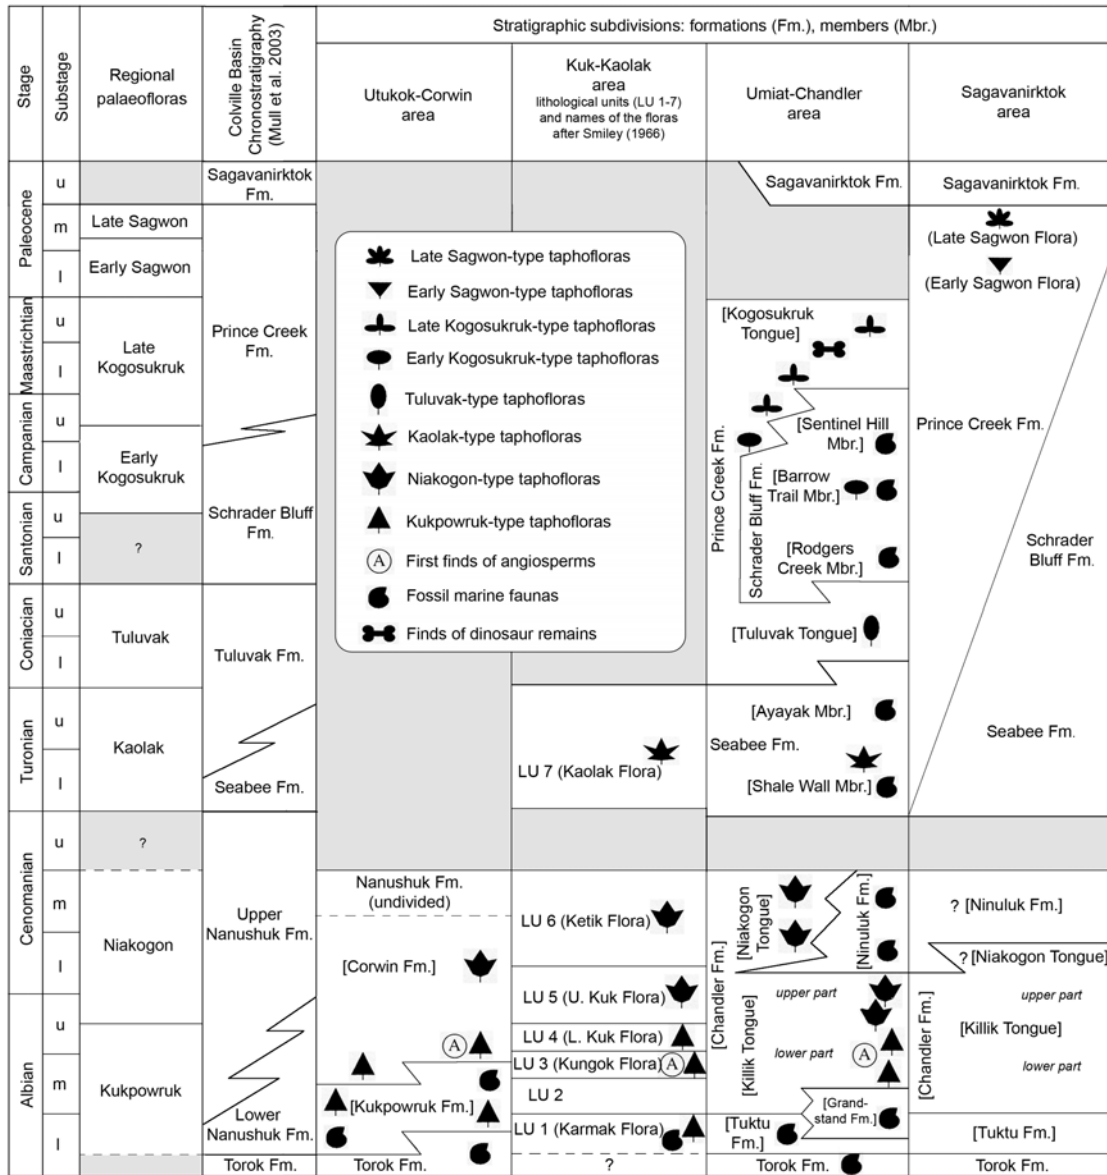 Stratigraphic subdivisions: formations (Fm.), members (Mbr.)
Stage
Substage
Regional
palaeofloras
Colville Basin
Chronostratigraphy
(Mull et al. 2003)
Utukok-Corwin
area
Kuk-Kaolak
area
lithological units (LU 1-7)
and names of the floras
after Smiley (1966)
Umiat-Chandler
area
Sagavanirktok
area
Paleocene
u
m
l
Maastrichtian
u
l
Campanian
u
l
Santonian
u
l
Coniacian
u
l
Turonian
u
l
Cenomanian
u
m
l
Albian
u
m
l
Late Sagwon
Early Sagwon
Late
Kogosukruk
Early
Kogosukruk
?
Tuluvak
Kaolak
?
Niakogon
Kukpowruk
Sagavanirktok
Fm.
Prince Creek
Fm.
Schrader Bluff
Fm.
Tuluvak Fm.
Seabee Fm.
Upper
Nanushuk Fm.
Lower
Nanushuk Fm.
Torok Fm.
Late Sagwon-type taphofloras
Early Sagwon-type taphofloras
Late Kogosukruk-type taphofloras
Early Kogosukruk-type taphofloras
Tuluvak-type taphofloras
Kaolak-type taphofloras
Niakogon-type taphofloras
Kukpowruk-type taphofloras
A First finds of angiosperms
Fossil marine faunas
Finds of dinosaur remains
Nanushuk Fm.
(undivided)
[Corwin Fm.]
A
[Kukpowruk Fm.]
Torok Fm.
LU 7 (Kaolak Flora)
LU 6 (Ketik Flora)
LU 5 (U. Kuk Flora)
LU 4 (L. Kuk Flora)
LU 3 (Kungok Flora) A
LU 2
LU 1 (Karmak Flora)
?
Sagavanirktok Fm.
[Kogosukruk
Tongue]
Prince Creek Fm.
Schrader Bluff Fm.
[Sentinel Hill
Mbr.]
[Barrow
Trail Mbr.]
[Rodgers
Creek Mbr.]
[Tuluvak Tongue]
[Ayayak Mbr.]
Seabee Fm.
[Shale Wall Mbr.]
[Chandler Fm.]
[Niakogon
Tongue]
[Ninuluk Fm.]
[Killik Tongue]
upper part
lower part
A
[Grand-
stand Fm.]
[Tuktu
Fm.]
Torok Fm.
Sagavanirktok Fm.
(Late Sagwon Flora)
(Early Sagwon Flora)
Prince Creek Fm.
Schrader
Bluff Fm.
Seabee Fm.
? [Ninuluk Fm.]
? [Niakogon Tongue]
[Chandler Fm.]
upper part
[Killik Tongue]
lower part
[Tuktu Fm.]
Torok Fm.